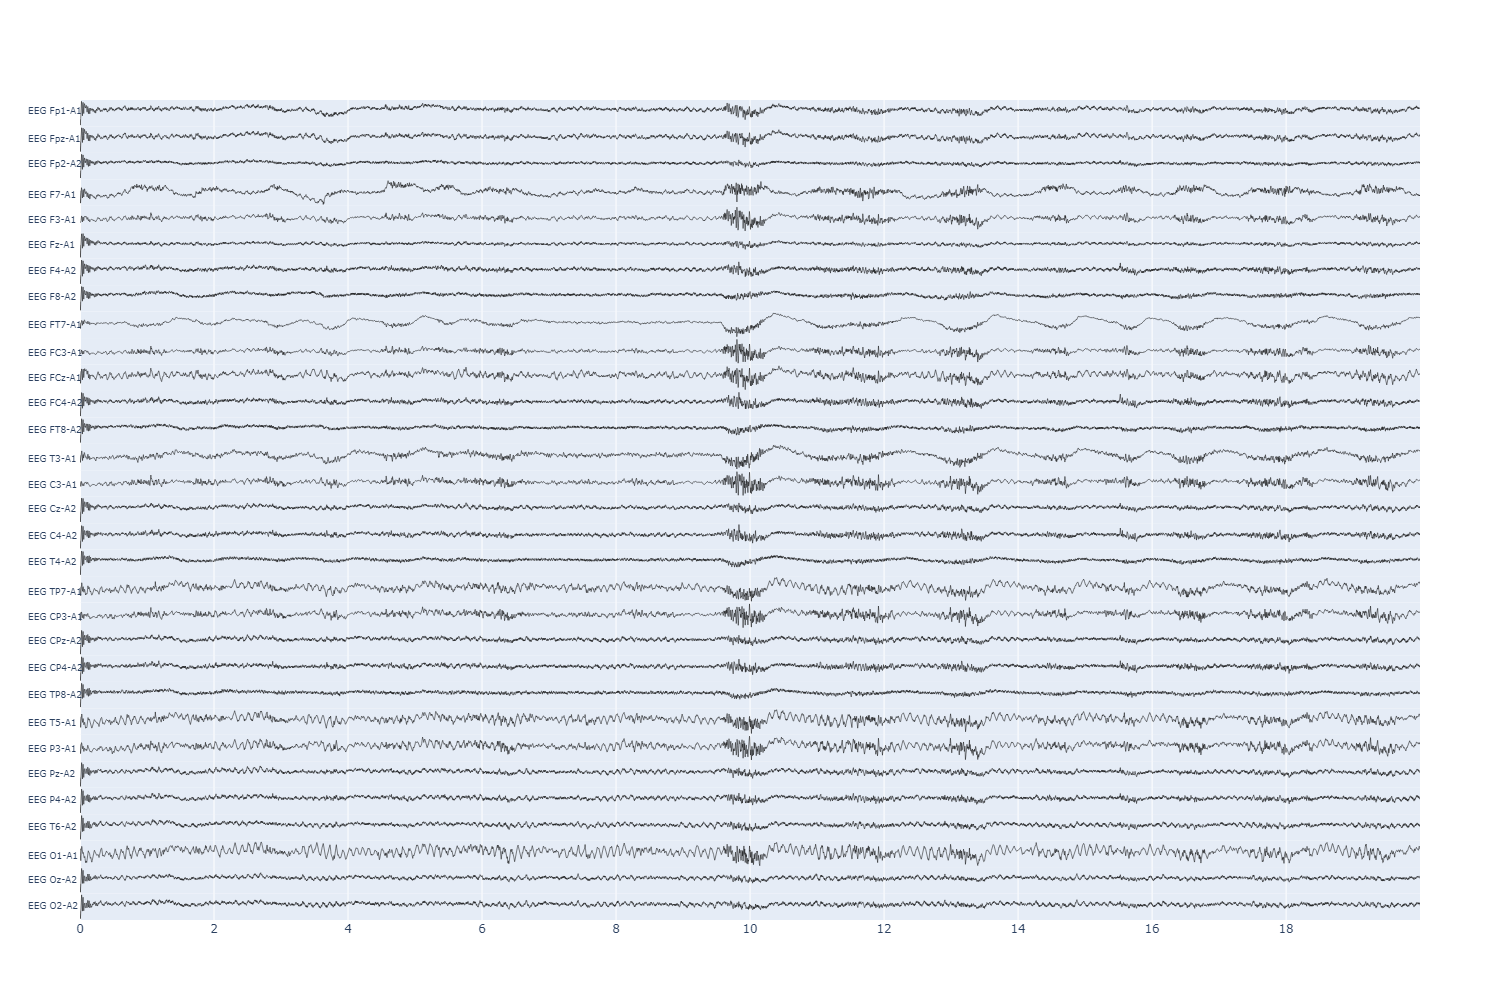 EEG Fp1-A1
EEG Fpz-A1
EEG Fp2-A2
EEG F7-A1
EEG F3-A1
EEG Fz-A1
EEG F4-A2
EEG F8-A2
EEG FT7-A1
EEG FC3-A1
EEG FCz-A1
EEG FC4-A2
EEG FT8-A2
EEG T3-A1
EEG C3-A1
EEG Cz-A2
EEG C4-A2
EEG T4-A2
EEG TP7-A1
EEG CP3-A1
EEG CPz-A2
EEG CP4-A2
EEG TP8-A2
EEG T5-A1
EEG P3-A1
EEG Pz-A2
EEG P4-A2
EEG T6-A2
EEG O1-A1
EEG Oz-A2
EEG O2-A2
0 2 4 6 8 10 12 14 16 18